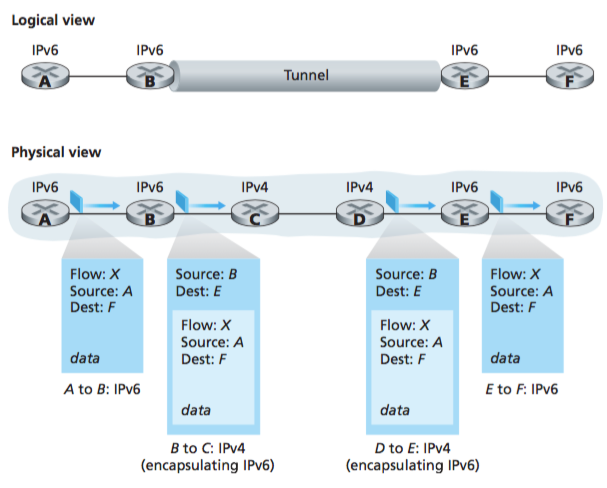 Logical view
IPv6 IPv6 IPv6 IPv6
A B Tunnel E F
Physical view
IPv6 IPv6 IPv4 IPv4 IPv6 IPv6
A B C D E F
Flow: X
Source: A
Dest: F
data
A to B: IPv6
Source: B
Dest: E
Flow: X
Source: A
Dest: F
data
B to C: IPv4
(encapsulating IPv6)
Source: B
Dest: E
Flow: X
Source: A
Dest: F
data
D to E: IPv4
(encapsulating IPv6)
Flow: X
Source: A
Dest: F
data
E to F: IPv6